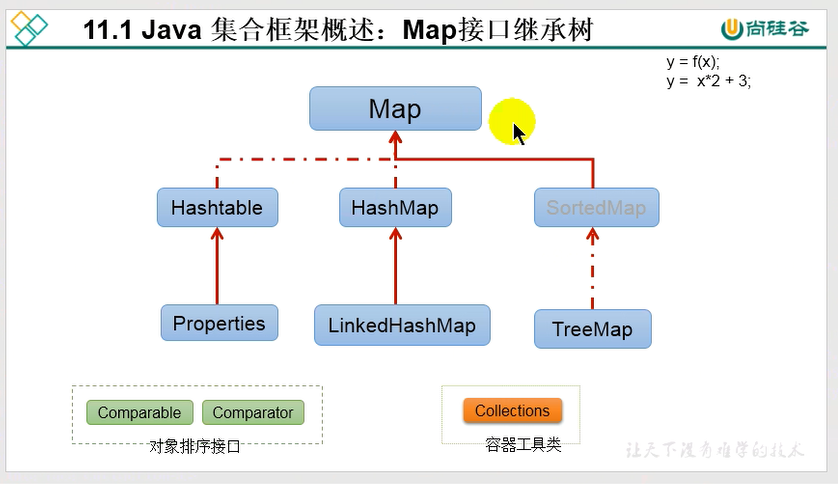 11.1 Java 集合框架概述：Map接口继承树
尚硅谷
y = f(x);
y = x*2 + 3;
Map
Hashtable
HashMap
SortedMap
Properties
LinkedHashMap
TreeMap
Comparable
Comparator
对象排序接口
Collections
容器工具类
让天下没有难学的技术